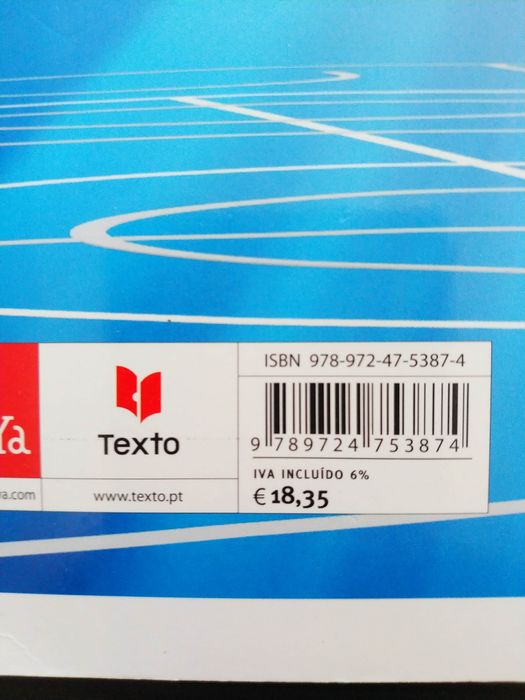 Ya
a.com
Texto
www.texto.pt
ISBN 978-972-47-5387-4
9 789724 753874
IVA INCLUÍDO 6%
€ 18,35